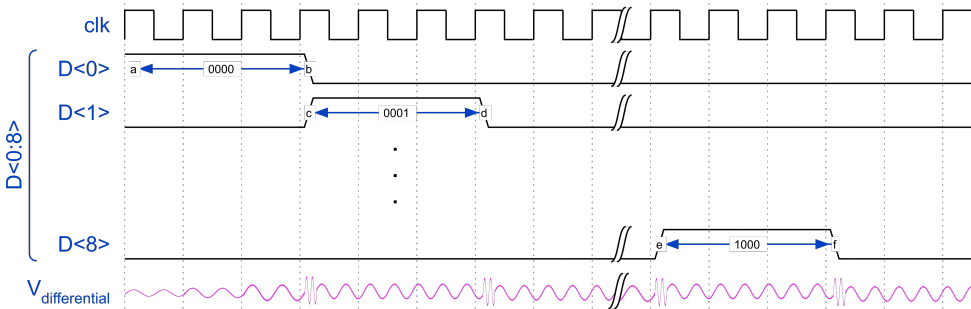 clk
D<0:8>
D<0>
a 0000 b
D<1>
c 0001 d
D<8>
e 1000 f
Vdifferential